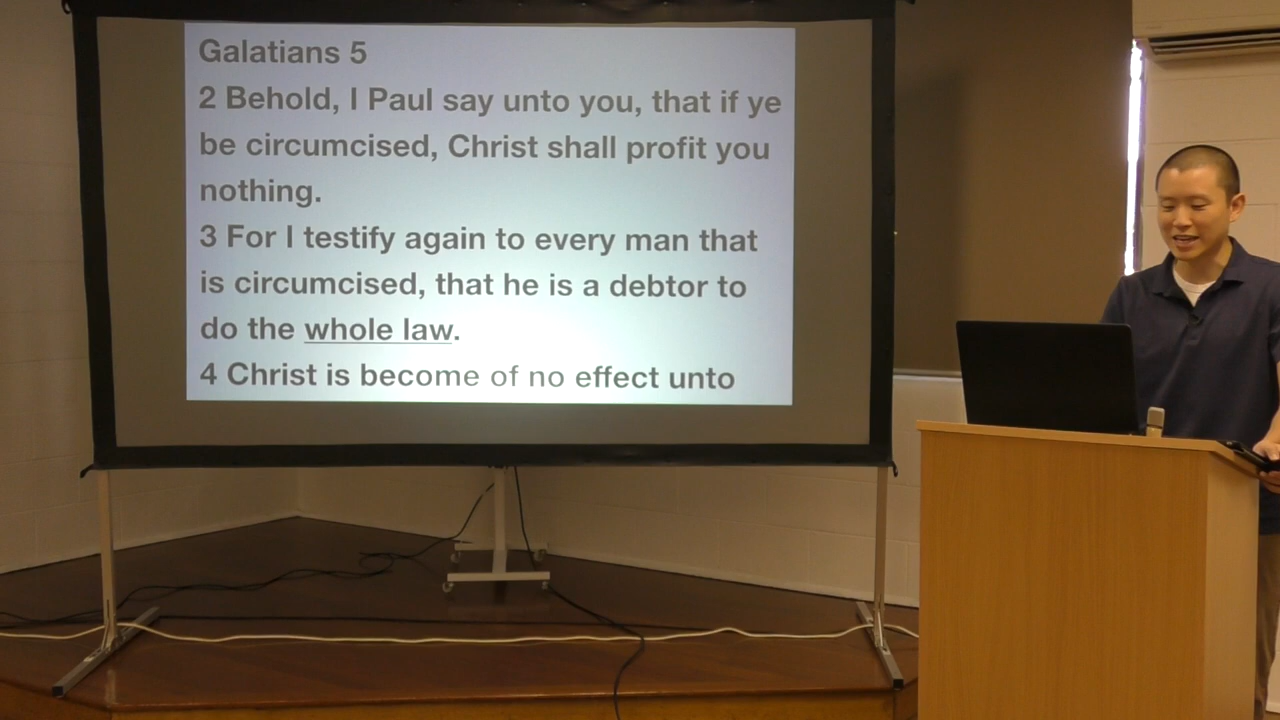 Galatians 5
2 Behold, I Paul say unto you, that if ye
be circumcised, Christ shall profit you
nothing.
3 For I testify again to every man that
is circumcised, that he is a debtor to
do the whole law.
4 Christ is become of no effect unto